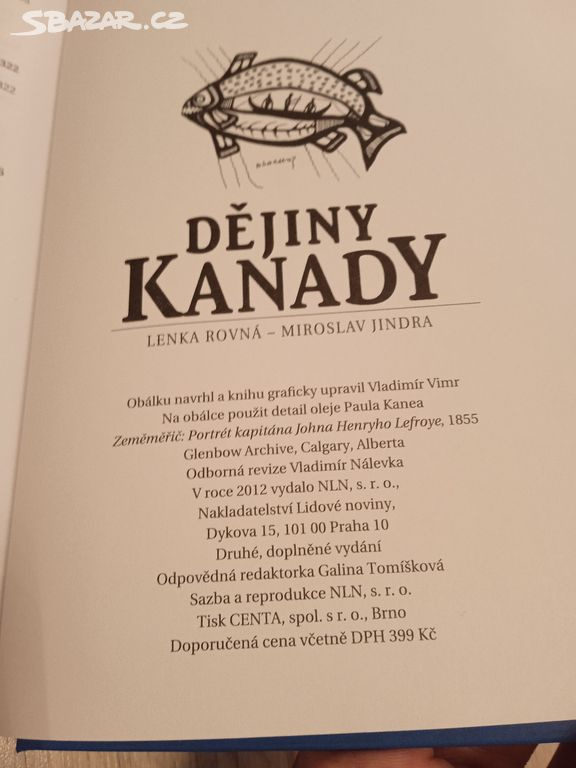 SBAZAR.CZ
322
322
DĚJINY
KANADY
LENKA ROVNÁ – MIROSLAV JINDRA
Obálku navrhl a knihu graficky upravil Vladimír Vimr
Na obálce použit detail oleje Paula Kanea
Zeměměřič: Portrét kapitána Johna Henryho Lefroye, 1855
Glenbow Archive, Calgary, Alberta
Odborná revize Vladimír Nálevka
V roce 2012 vydalo NLN, s. r. o.,
Nakladatelství Lidové noviny,
Dykova 15, 101 00 Praha 10
Druhé, doplněné vydání
Odpovědná redaktorka Galina Tomíšková
Sazba a reprodukce NLN, s. r. o.
Tisk CENTA, spol. s r. o., Brno
Doporučená cena včetně DPH 399 Kč